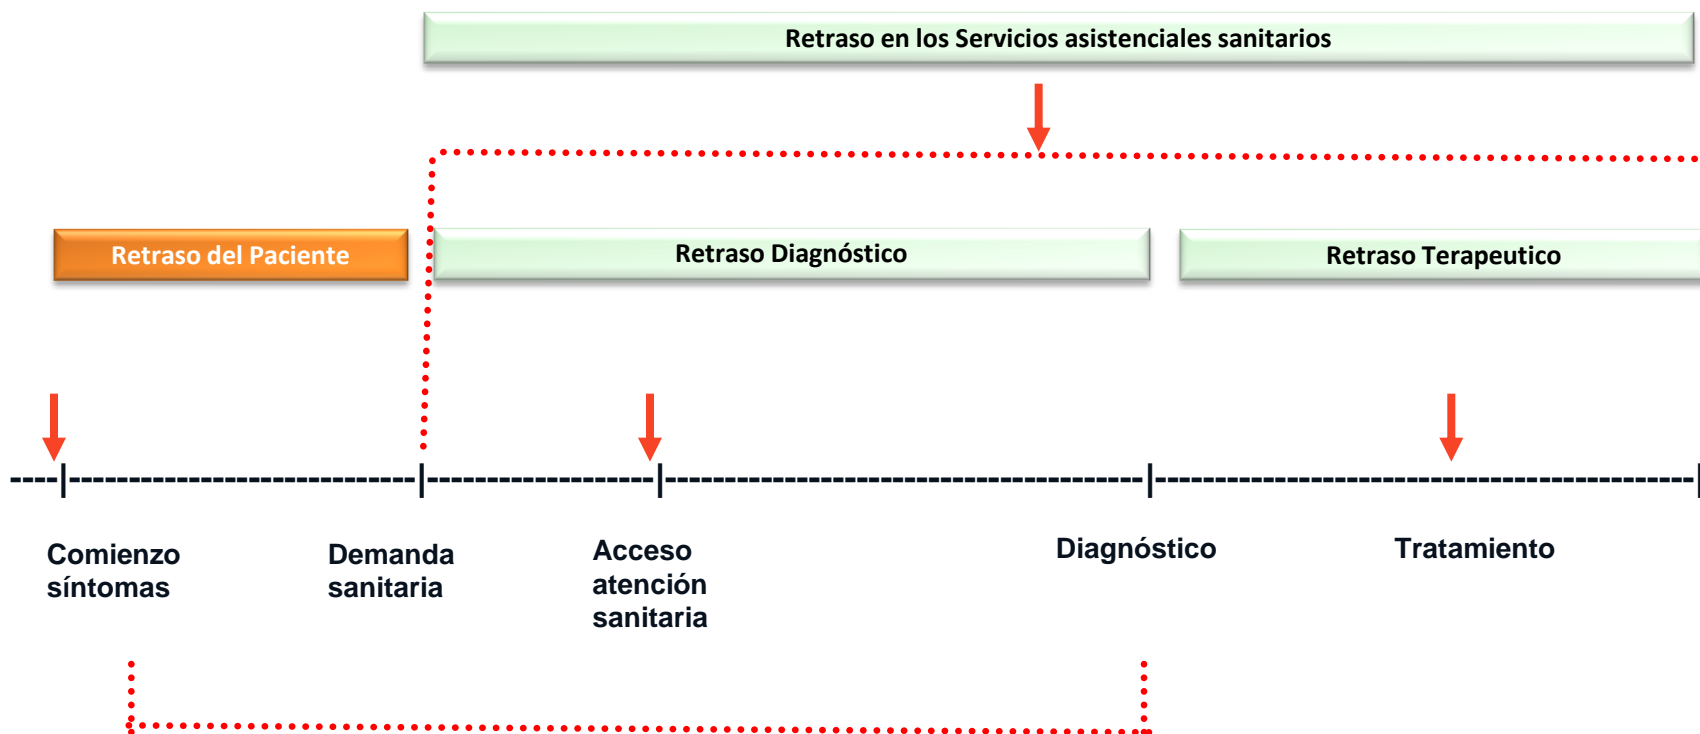 Retraso en los Servicios asistenciales sanitarios
Retraso del Paciente
Retraso Diagnóstico
Retraso Terapeutico
Comienzo
síntomas
Demanda
sanitaria
Acceso
atención
sanitaria
Diagnóstico
Tratamiento